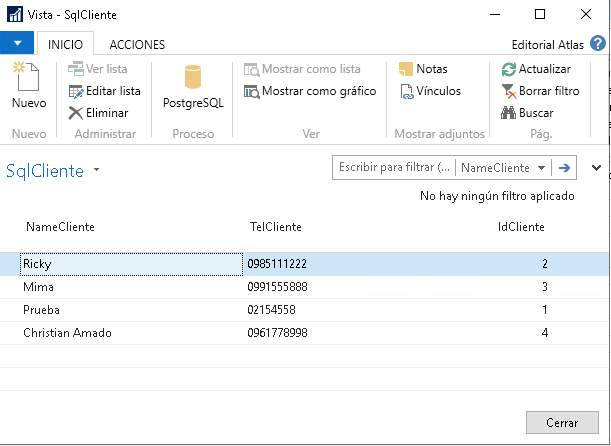 Vista - SqlCliente
INICIO ACCIONES Editorial Atlas ?
Nuevo
Ver lista
Editar lista
Eliminar
PostgreSQL
Mostrar como lista
Mostrar como gráfico
Notas
Vínculos
Actualizar
Borrar filtro
Buscar
Nuevo Administrar Proceso Ver Mostrar adjuntos Pág.
SqlCliente Escribir para filtrar (... NameCliente
No hay ningún filtro aplicado
NameCliente TelCliente IdCliente
Ricky 0985111222 2
Mima 0991555888 3
Prueba 02154558 1
Christian Amado 0961778998 4
Cerrar